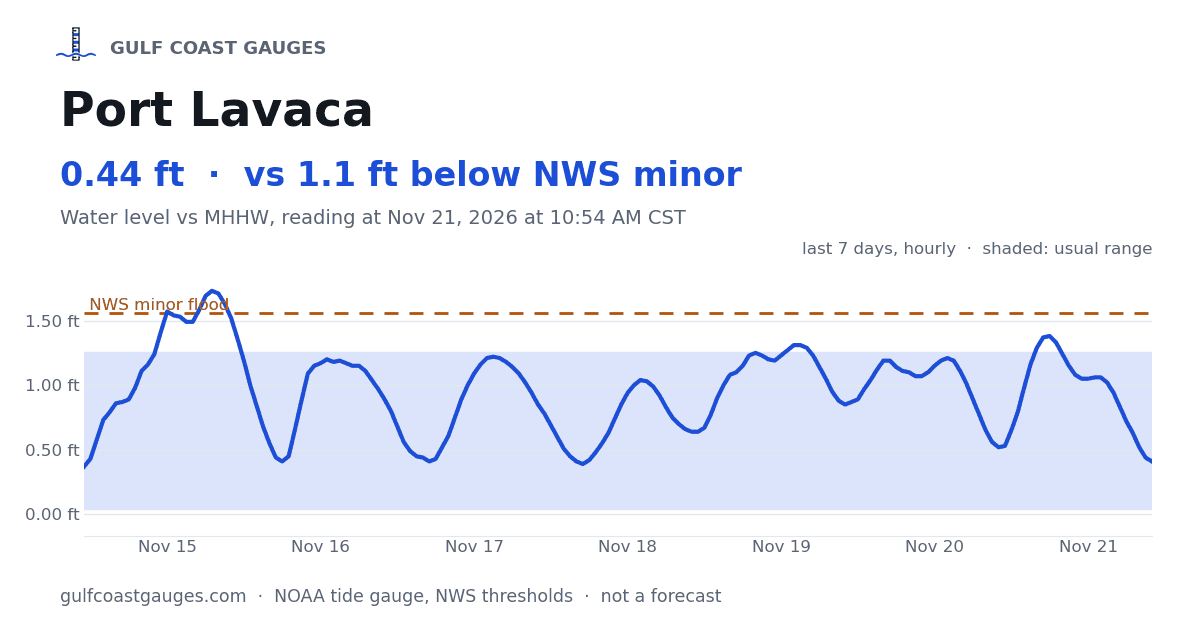 GULF COAST GAUGES
Port Lavaca
0.44 ft · vs 1.1 ft below NWS minor
Water level vs MHHW, reading at Nov 21, 2026 at 10:54 AM CST
last 7 days, hourly · shaded: usual range
NWS minor flood
1.50 ft
1.00 ft
0.50 ft
0.00 ft
Nov 15 Nov 16 Nov 17 Nov 18 Nov 19 Nov 20 Nov 21
gulfcoastgauges.com · NOAA tide gauge, NWS thresholds · not a forecast